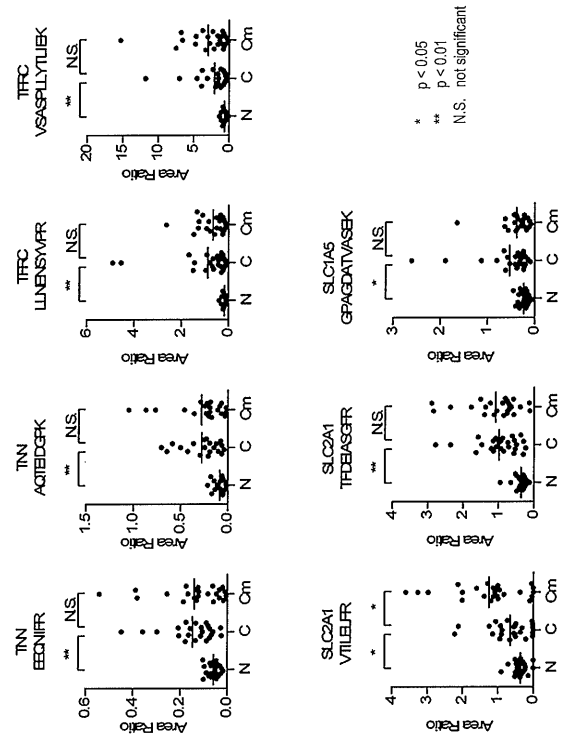 TNN
EEQNIIFR
**
N.S.
Area Ratio
0.6
0.4
0.2
0.0
N
C
Cm
TNN
AQTEIDGPK
**
N.S.
Area Ratio
1.5
1.0
0.5
0.0
N
C
Cm
TFRC
LLNENSYVPR
**
N.S.
Area Ratio
6
4
2
0
N
C
Cm
TFRC
VSASPLLYTLIEK
**
N.S.
Area Ratio
20
15
10
5
0
N
C
Cm
SLC2A1
VTILELFR
*
*
Area Ratio
4
3
2
1
0
N
C
Cm
SLC2A1
TFDEIASGFR
**
N.S.
Area Ratio
4
3
2
1
0
N
C
Cm
SLC1A5
GPAGDATVASEK
*
N.S.
Area Ratio
3
2
1
0
N
C
Cm
* p < 0.05
** p < 0.01
N.S. not significant